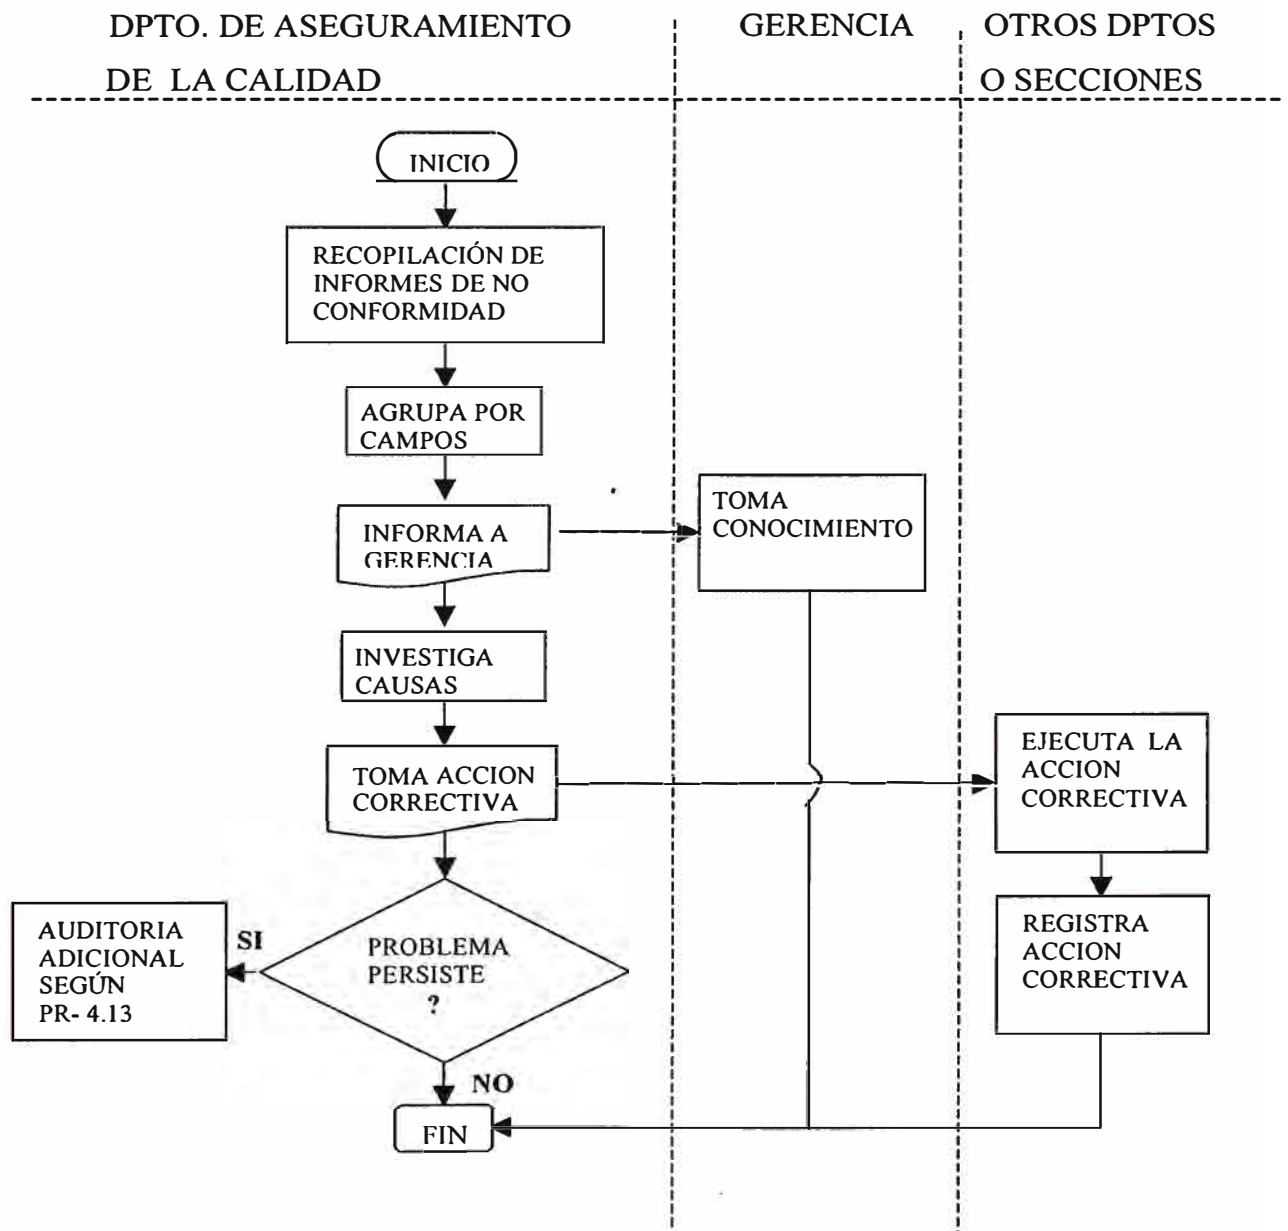 DPTO. DE ASEGURAMIENTO
DE LA CALIDAD
GERENCIA
OTROS DPTOS
O SECCIONES
INICIO
RECOPILACIÓN DE
INFORMES DE NO
CONFORMIDAD
AGRUPA POR
CAMPOS
INFORMA A
GERENCIA
TOMA
CONOCIMIENTO
INVESTIGA
CAUSAS
TOMA ACCION
CORRECTIVA
EJECUTA LA
ACCION
CORRECTIVA
PROBLEMA
PERSISTE
?
SI
AUDITORIA
ADICIONAL
SEGÚN
PR- 4.13
REGISTRA
ACCION
CORRECTIVA
NO
FIN